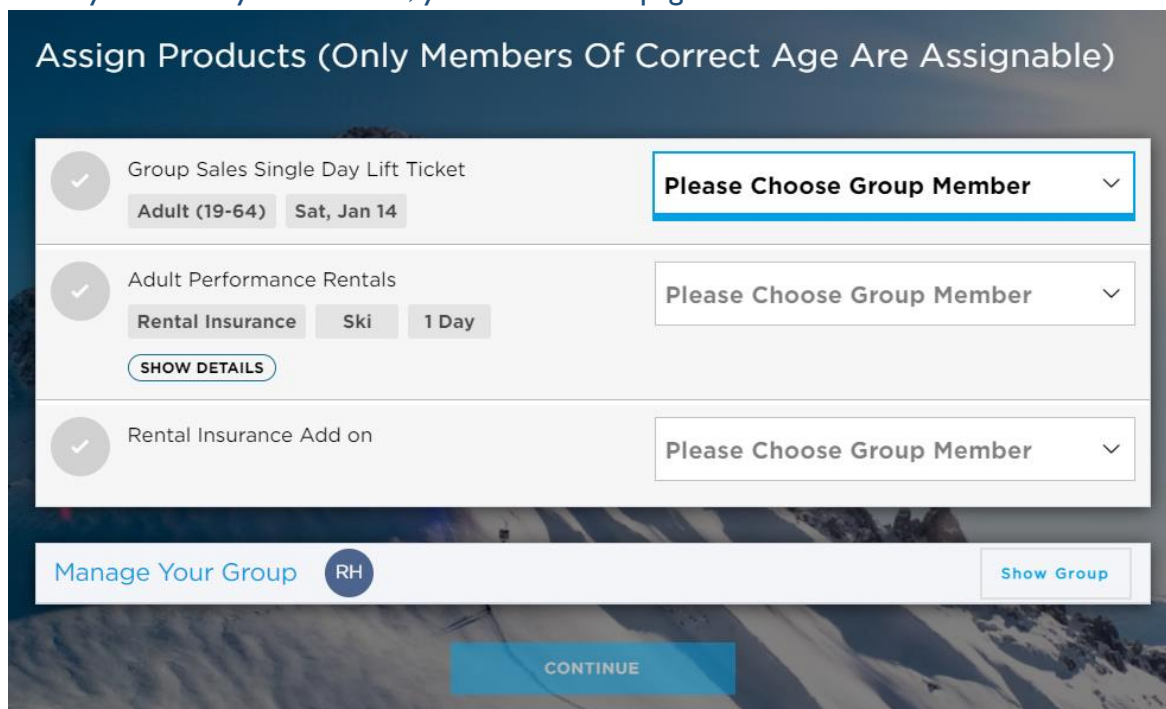 Assign Products (Only Members Of Correct Age Are Assignable)
Group Sales Single Day Lift Ticket
Please Choose Group Member
Adult (19-64) Sat, Jan 14
Adult Performance Rentals
Please Choose Group Member
Rental Insurance Ski 1 Day
SHOW DETAILS
Rental Insurance Add on
Please Choose Group Member
Manage Your Group RH Show Group
CONTINUE